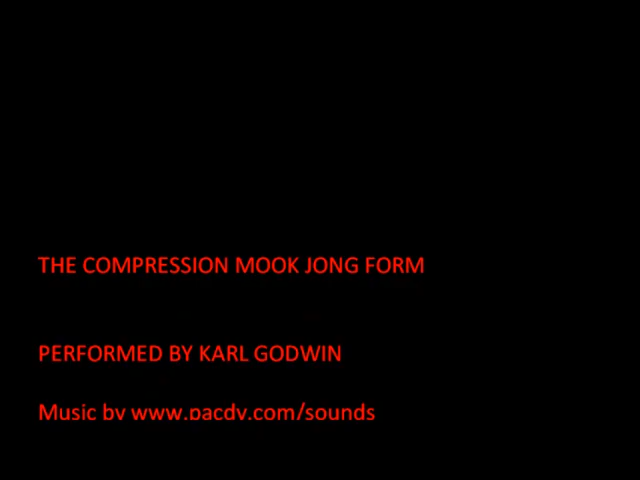 THE COMPRESSION MOOK JONG FORM
PERFORMED BY KARL GODWIN
Music by www.pacdv.com/sounds